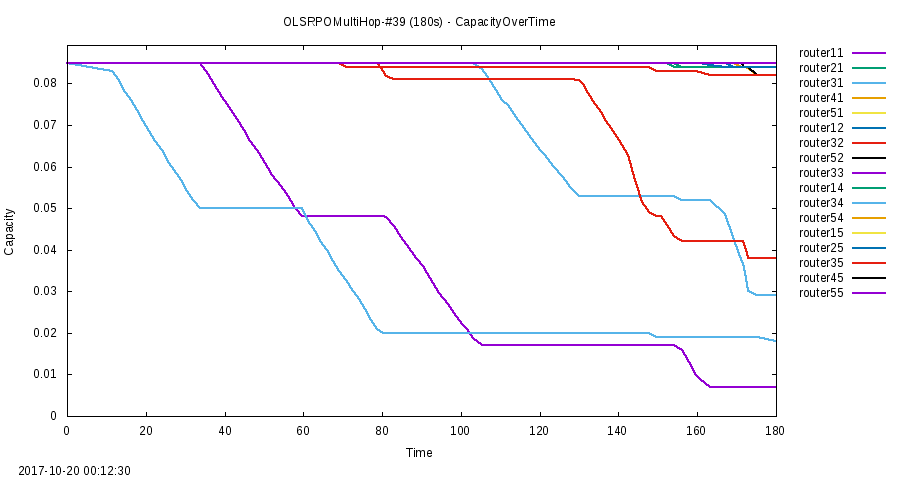 OLSRPOMultiHop-#39 (180s) - CapacityOverTime
router11
router21
router31
router41
router51
router12
router32
router52
router33
router14
router34
router54
router15
router25
router35
router45
router55
0.08
0.07
0.06
0.05
0.04
0.03
0.02
0.01
0
Capacity
0 20 40 60 80 100 120 140 160 180
Time
2017-10-20 00:12:30